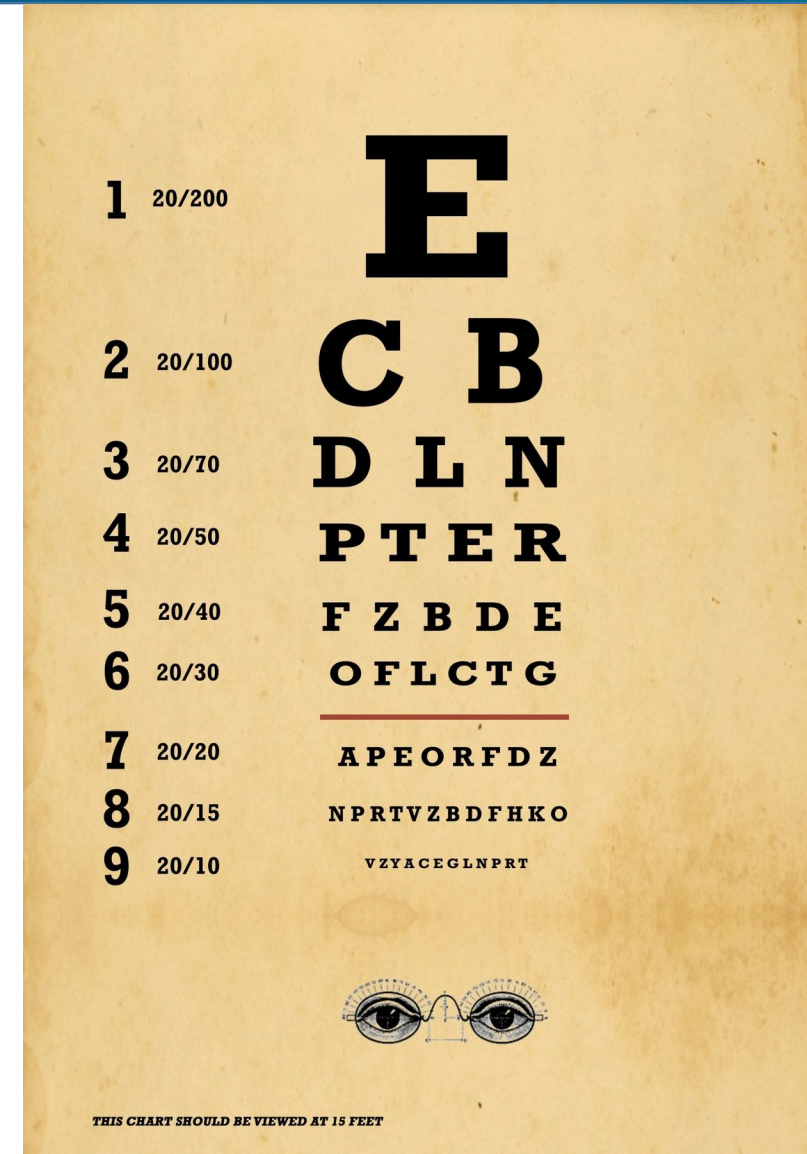 1 20/200 E
2 20/100 C B
3 20/70 D L N
4 20/50 P T E R
5 20/40 F Z B D E
6 20/30 O F L C T G
7 20/20 A P E O R F D Z
8 20/15 N P R T V Z B D F H K O
9 20/10 V Z Y A C E G L N P R T
THIS CHART SHOULD BE VIEWED AT 15 FEET